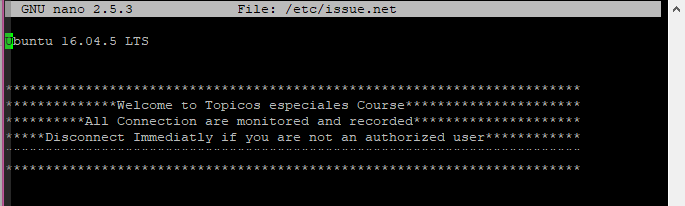 GNU nano 2.5.3 File: /etc/issue.net
Ubuntu 16.04.5 LTS
************************************************************************
**************Welcome to Topicos especiales Course**********************
**********All Connection are monitored and recorded*********************
*****Disconnect Immediatly if you are not an authorized user************
************************************************************************